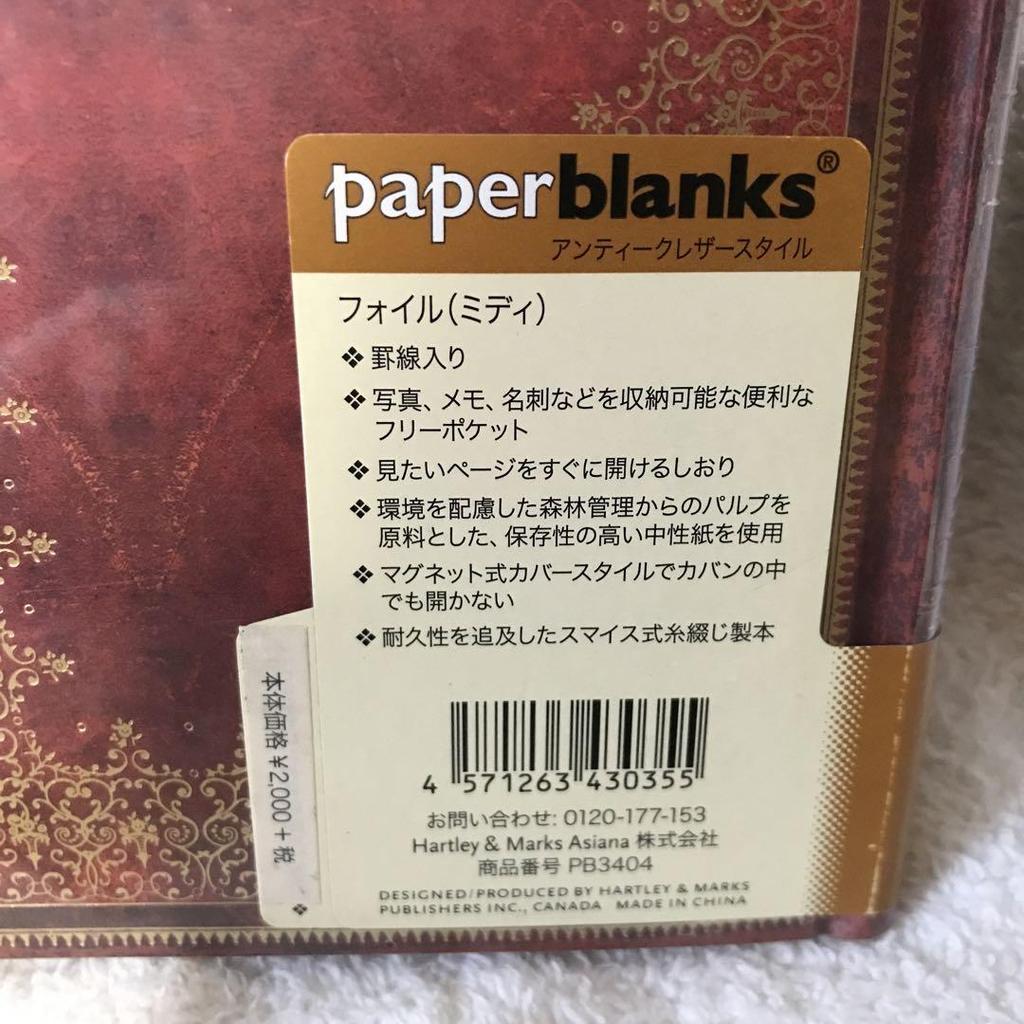 paperblanks®
アンティークレザースタイル
フォイル（ミディ）
❖ 罫線入り
❖ 写真、メモ、名刺などを収納可能な便利な
フリーポケット
❖ 見たいページをすぐに開けるしおり
❖ 環境を配慮した森林管理からのパルプを
原料とした、保存性の高い中性紙を使用
❖ マグネット式カバースタイルでカバンの中
でも開かない
❖ 耐久性を追及したスマイス式糸綴じ製本
本体価格 ¥2,000 + 税
4 571263 430355
お問い合わせ: 0120-177-153
Hartley & Marks Asiana 株式会社
商品番号 PB3404
DESIGNED/PRODUCED BY HARTLEY & MARKS
PUBLISHERS INC., CANADA MADE IN CHINA